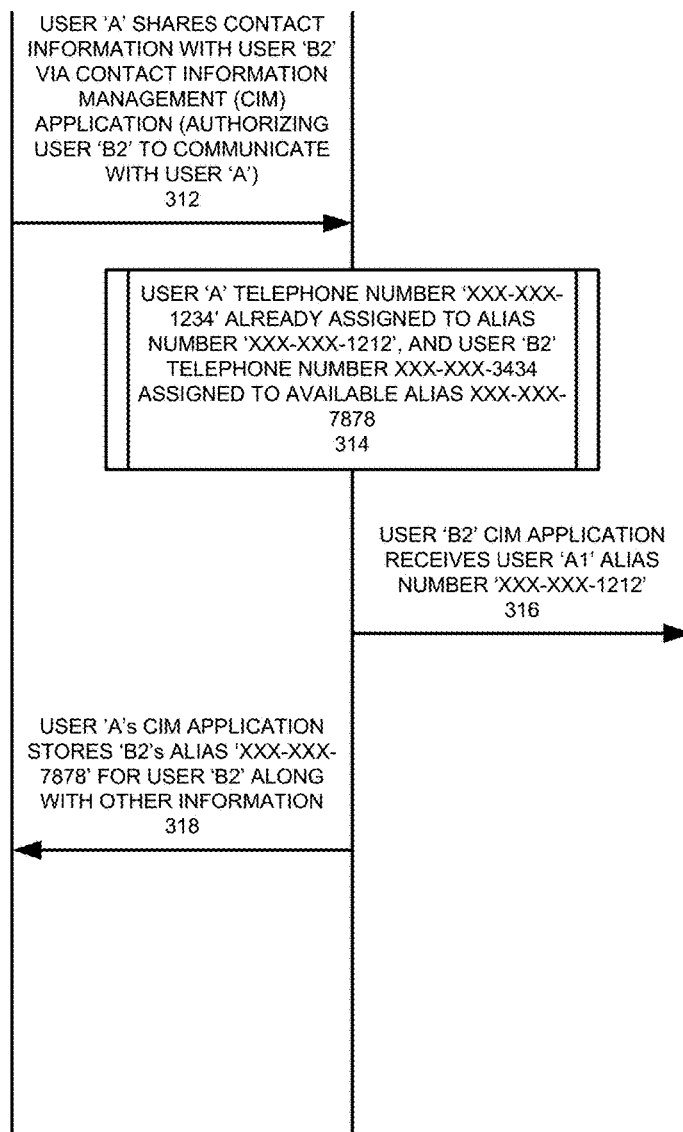 USER 'A' SHARES CONTACT
INFORMATION WITH USER 'B2'
VIA CONTACT INFORMATION
MANAGEMENT (CIM)
APPLICATION (AUTHORIZING
USER 'B2' TO COMMUNICATE
WITH USER 'A')
312
USER 'A' TELEPHONE NUMBER 'XXX-XXX-
1234' ALREADY ASSIGNED TO ALIAS
NUMBER 'XXX-XXX-1212', AND USER 'B2'
TELEPHONE NUMBER XXX-XXX-3434
ASSIGNED TO AVAILABLE ALIAS XXX-XXX-
7878
314
USER 'B2' CIM APPLICATION
RECEIVES USER 'A1' ALIAS
NUMBER 'XXX-XXX-1212'
316
USER 'A's CIM APPLICATION
STORES 'B2's ALIAS 'XXX-XXX-
7878' FOR USER 'B2' ALONG
WITH OTHER INFORMATION
318